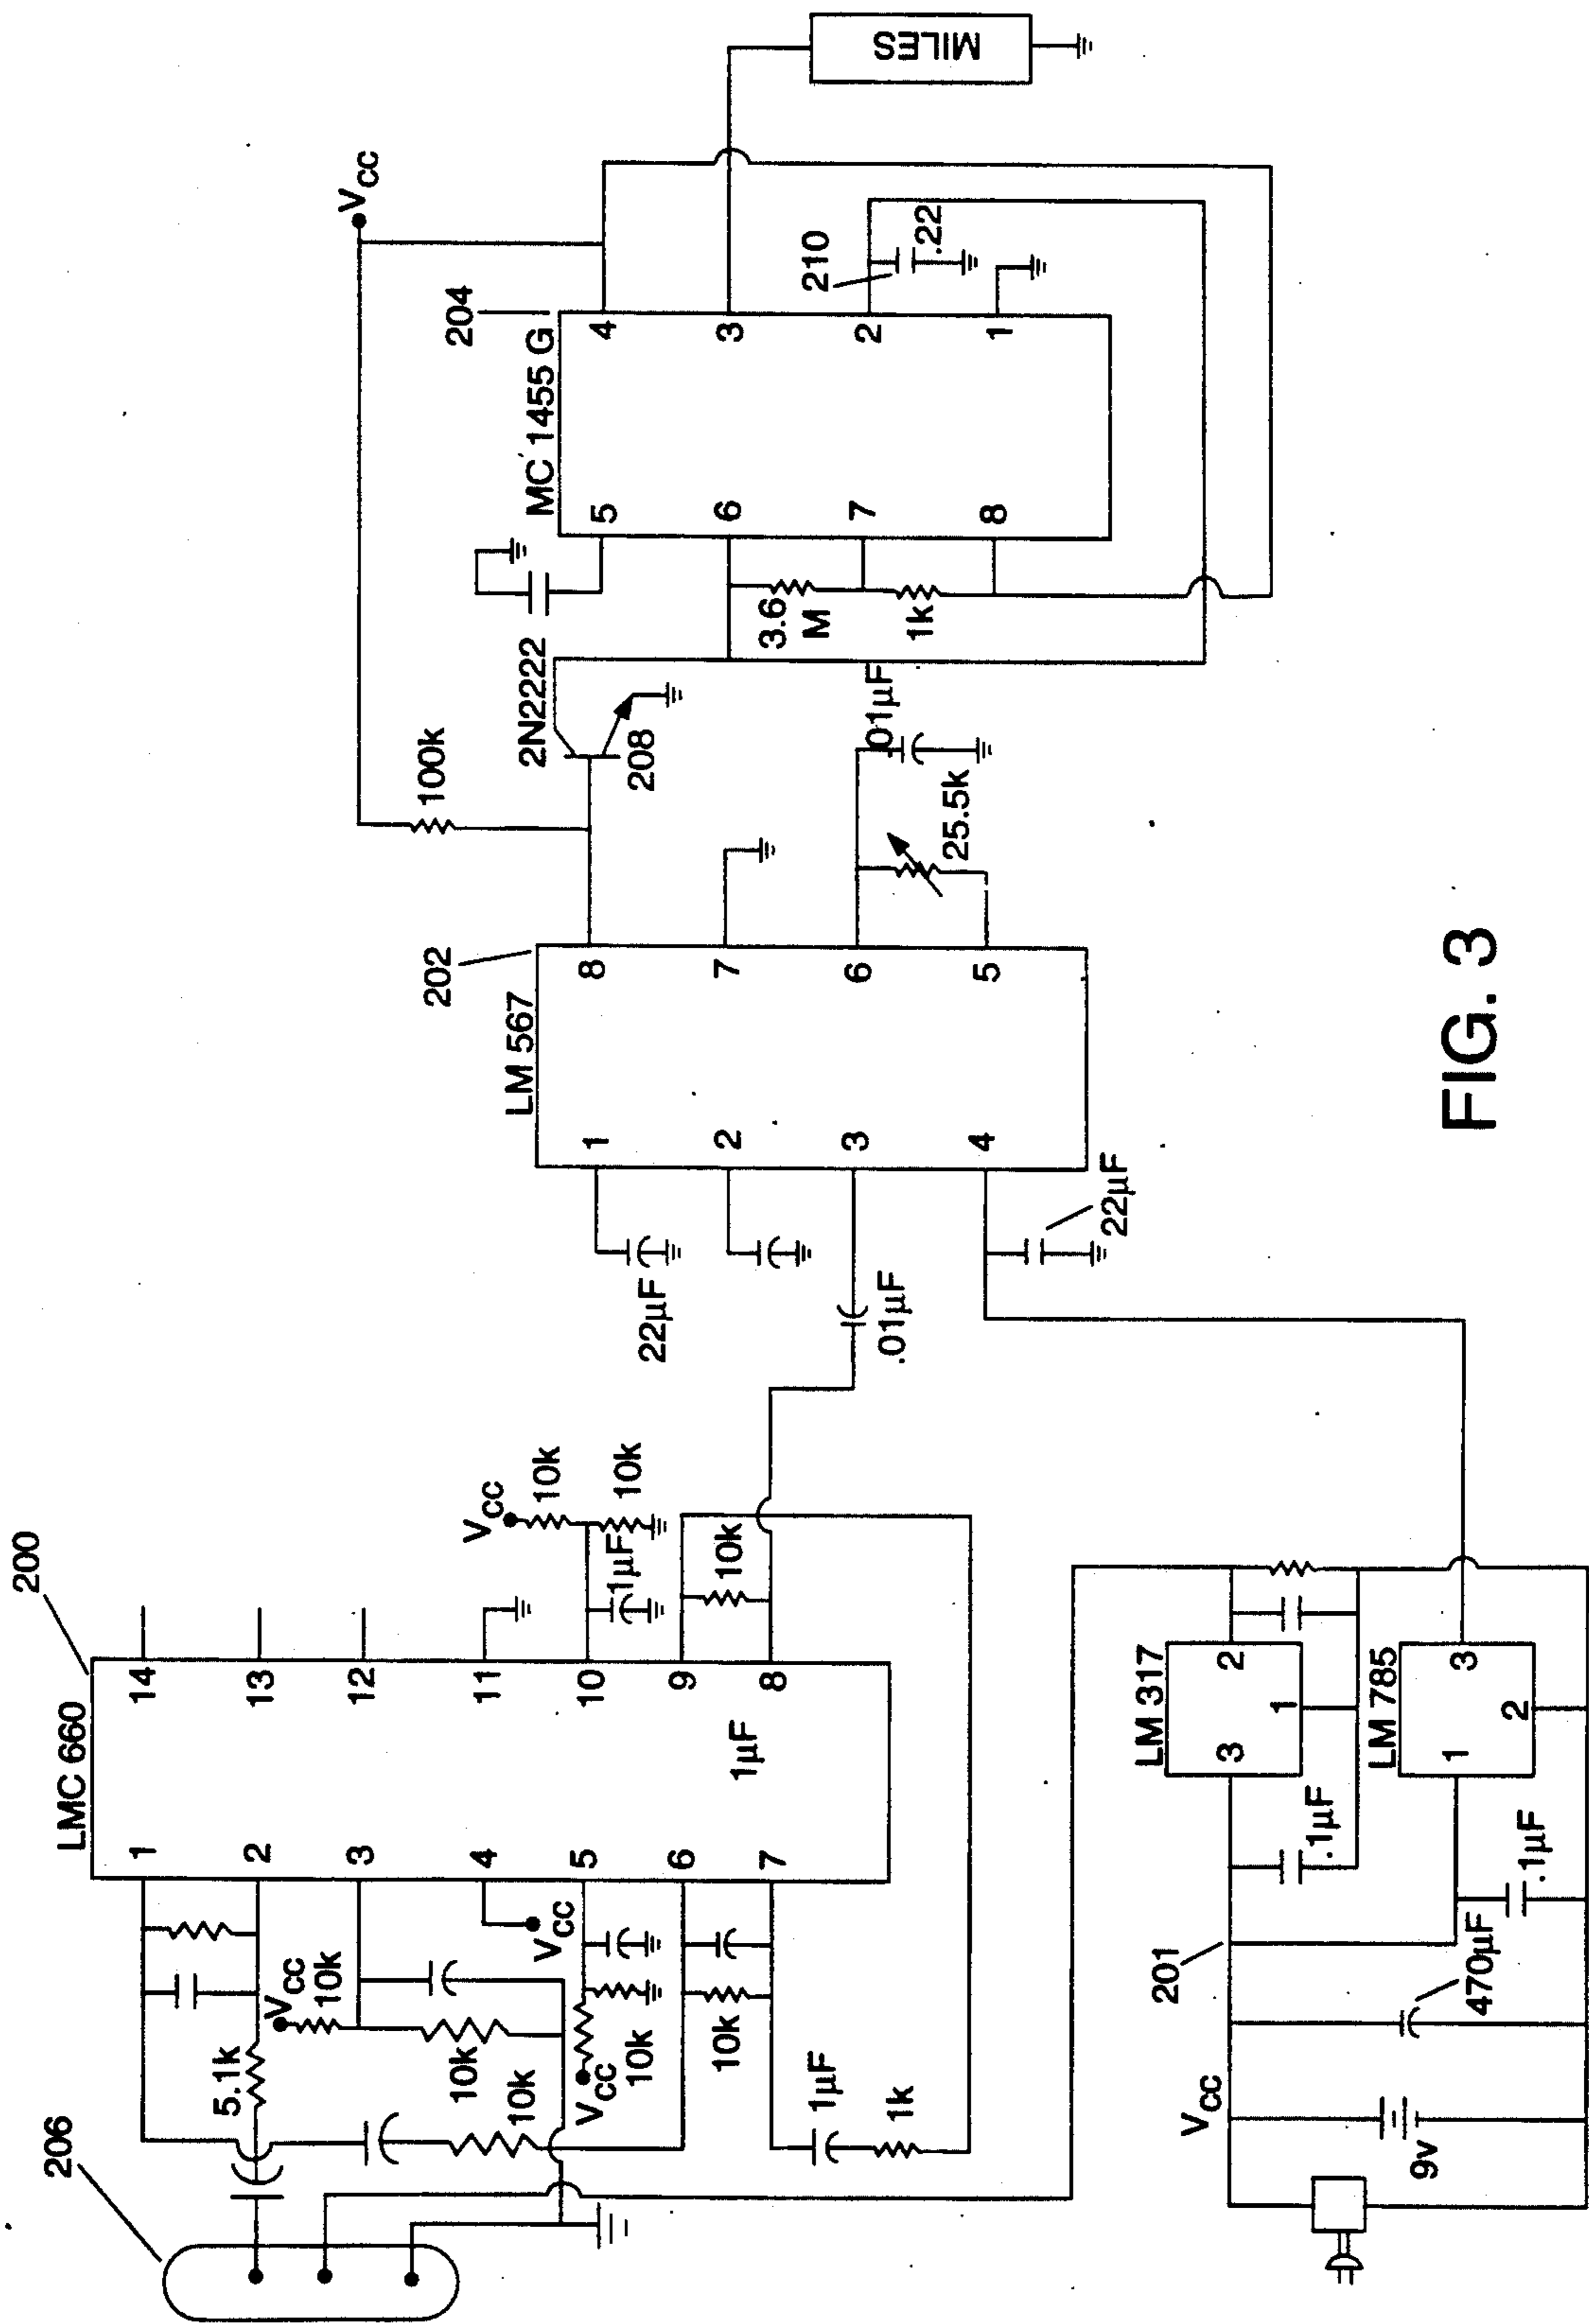 200
LMC 660
1
2
3
4
5
6
7
14
13
12
11
10
9
8
1µF
206
5.1k
VCC
10k
10k
10k
VCC
VCC
10k
10k
1µF
1k
VCC
10k
10k
1µF
10k
.01µF
202
LM 567
1
2
3
4
8
7
6
5
22µF
22µF
100k
2N2222
208
01µF
25.5k
VCC
204
MC 1455 G
5
6
7
8
4
3
2
1
3.6
M
1k
210
.22
MILES
VCC
9v
201
470µF
LM 317
3
2
1
.1µF
LM 785
1
3
2
.1µF
FIG. 3